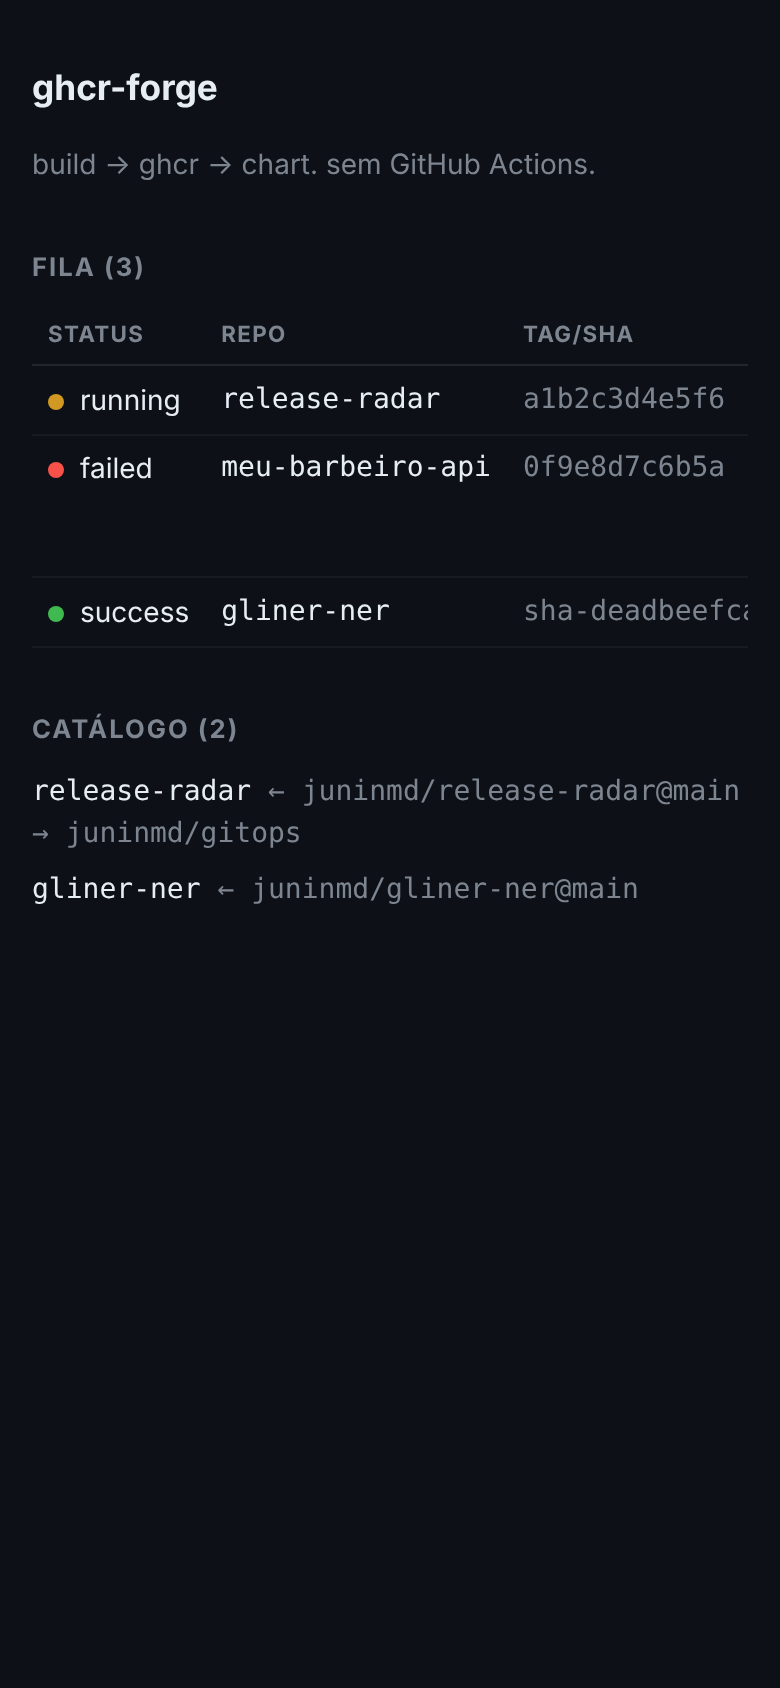 ghcr-forge
build → ghcr → chart. sem GitHub Actions.
FILA (3)
STATUS REPO TAG/SHA
running release-radar a1b2c3d4e5f6
failed meu-barbeiro-api 0f9e8d7c6b5a
success gliner-ner sha-deadbeefca
CATÁLOGO (2)
release-radar ← juninmd/release-radar@main
→ juninmd/gitops
gliner-ner ← juninmd/gliner-ner@main